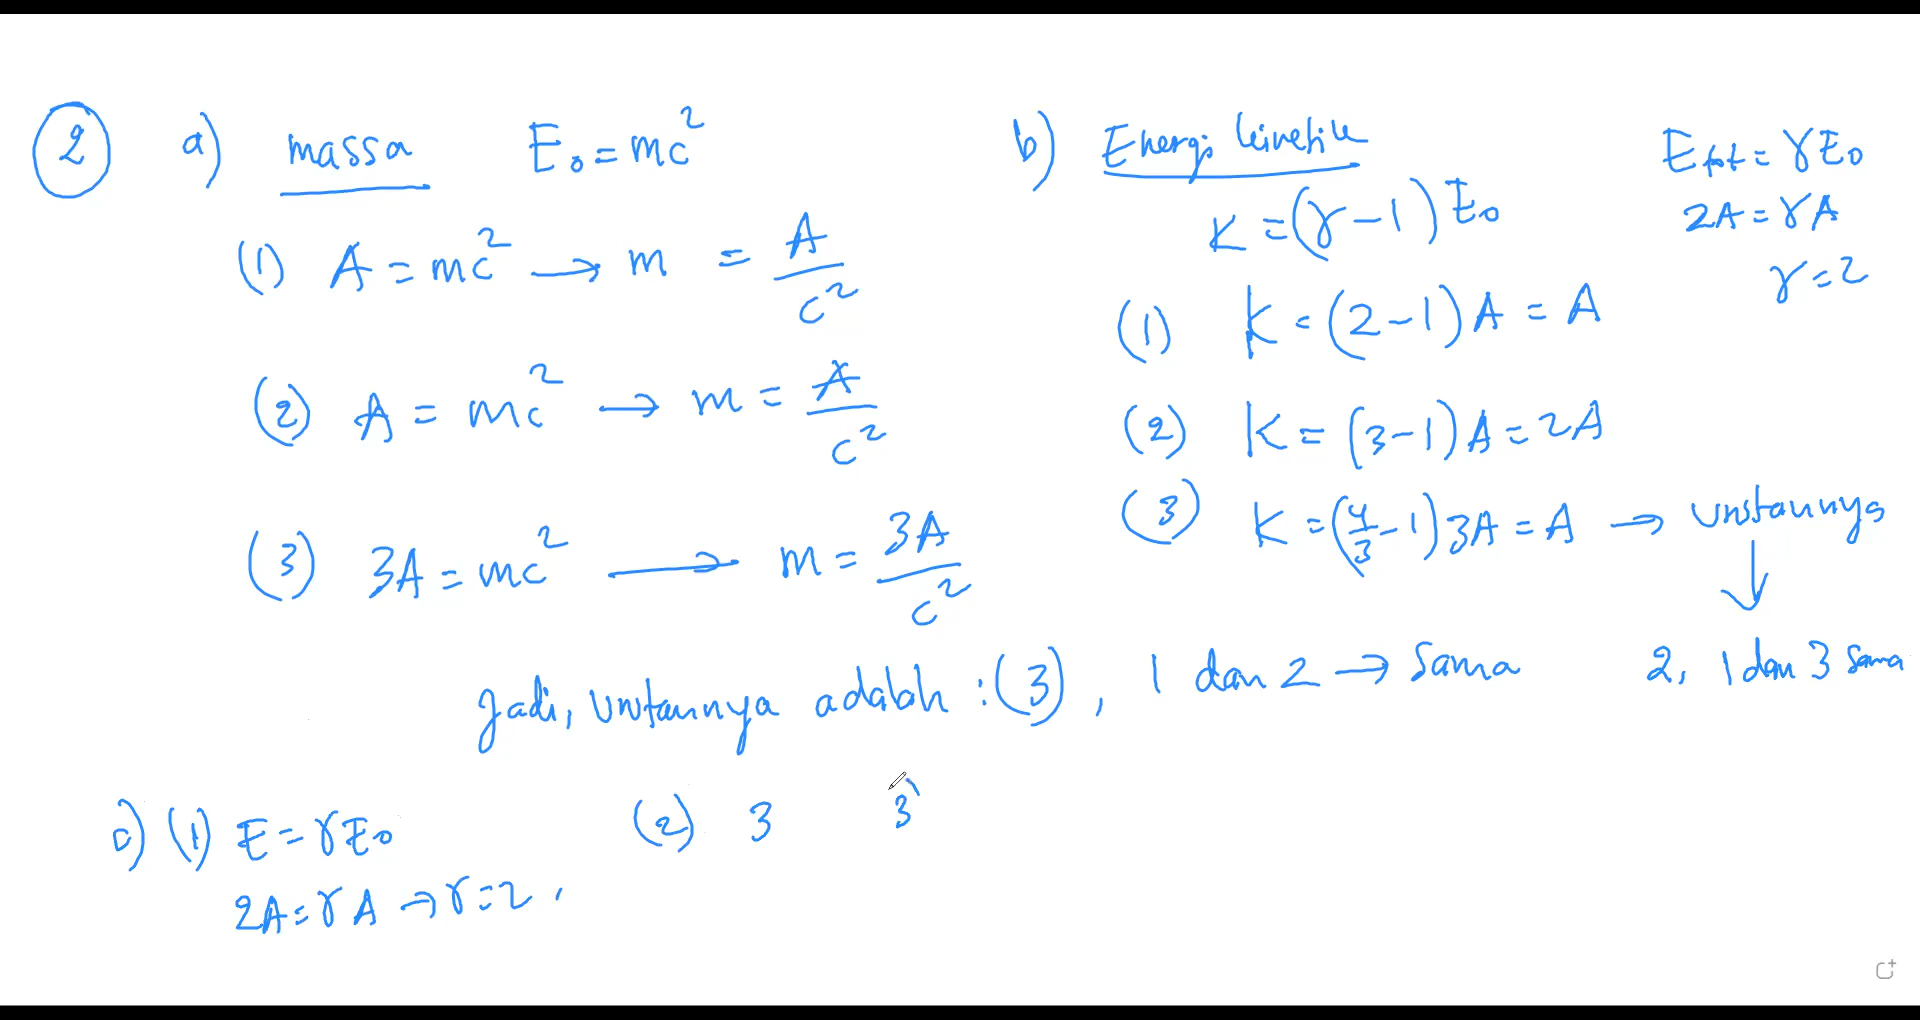 2 a) massa E₀ = mc²
(1) A = mc² → m = A/c²
(2) A = mc² → m = A/c²
(3) 3A = mc² → m = 3A/c²
Jadi, urutannya adalah : (3), 1 dan 2 → sama
b) Energi kinetik
K = (γ − 1) E₀
E tot = γE₀
2A = γA
γ = 2
(1) K = (2−1) A = A
(2) K = (3−1) A = 2A
(3) K = (4/3 − 1) 3A = A → urutannya
↓
2, 1 dan 3 sama
c) (1) E = γE₀
2A = γA → γ = 2,
(2) 3
3)